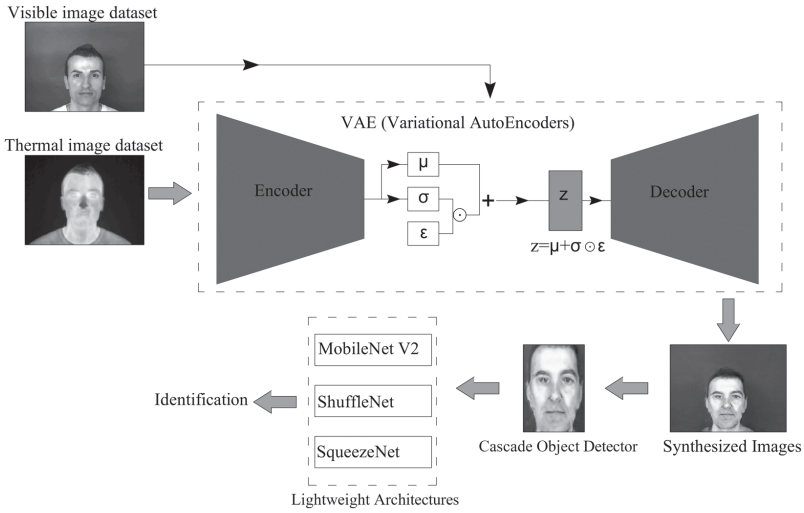 Visible image dataset
VAE (Variational AutoEncoders)
Thermal image dataset
Encoder
μ
σ
ε
+
z
z=μ+σ⊙ε
Decoder
MobileNet V2
ShuffleNet
SqueezeNet
Lightweight Architectures
Identification
Cascade Object Detector
Synthesized Images